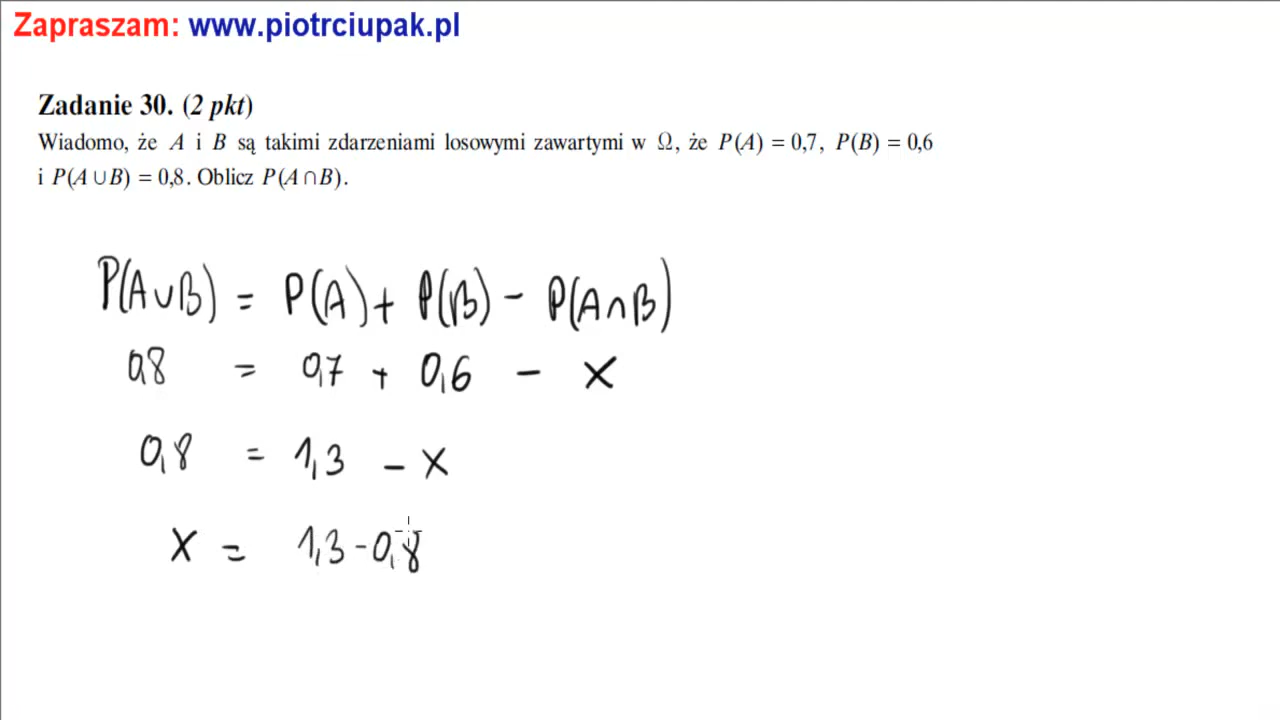 Zapraszam: www.piotrciupak.pl
Zadanie 30. (2 pkt)
Wiadomo, że A i B są takimi zdarzeniami losowymi zawartymi w Ω, że P(A) = 0,7, P(B) = 0,6
i P(A∪B) = 0,8. Oblicz P(A∩B).
P(A∪B) = P(A) + P(B) - P(A∩B)
0,8 = 0,7 + 0,6 - x
0,8 = 1,3 - x
x = 1,3 - 0,8